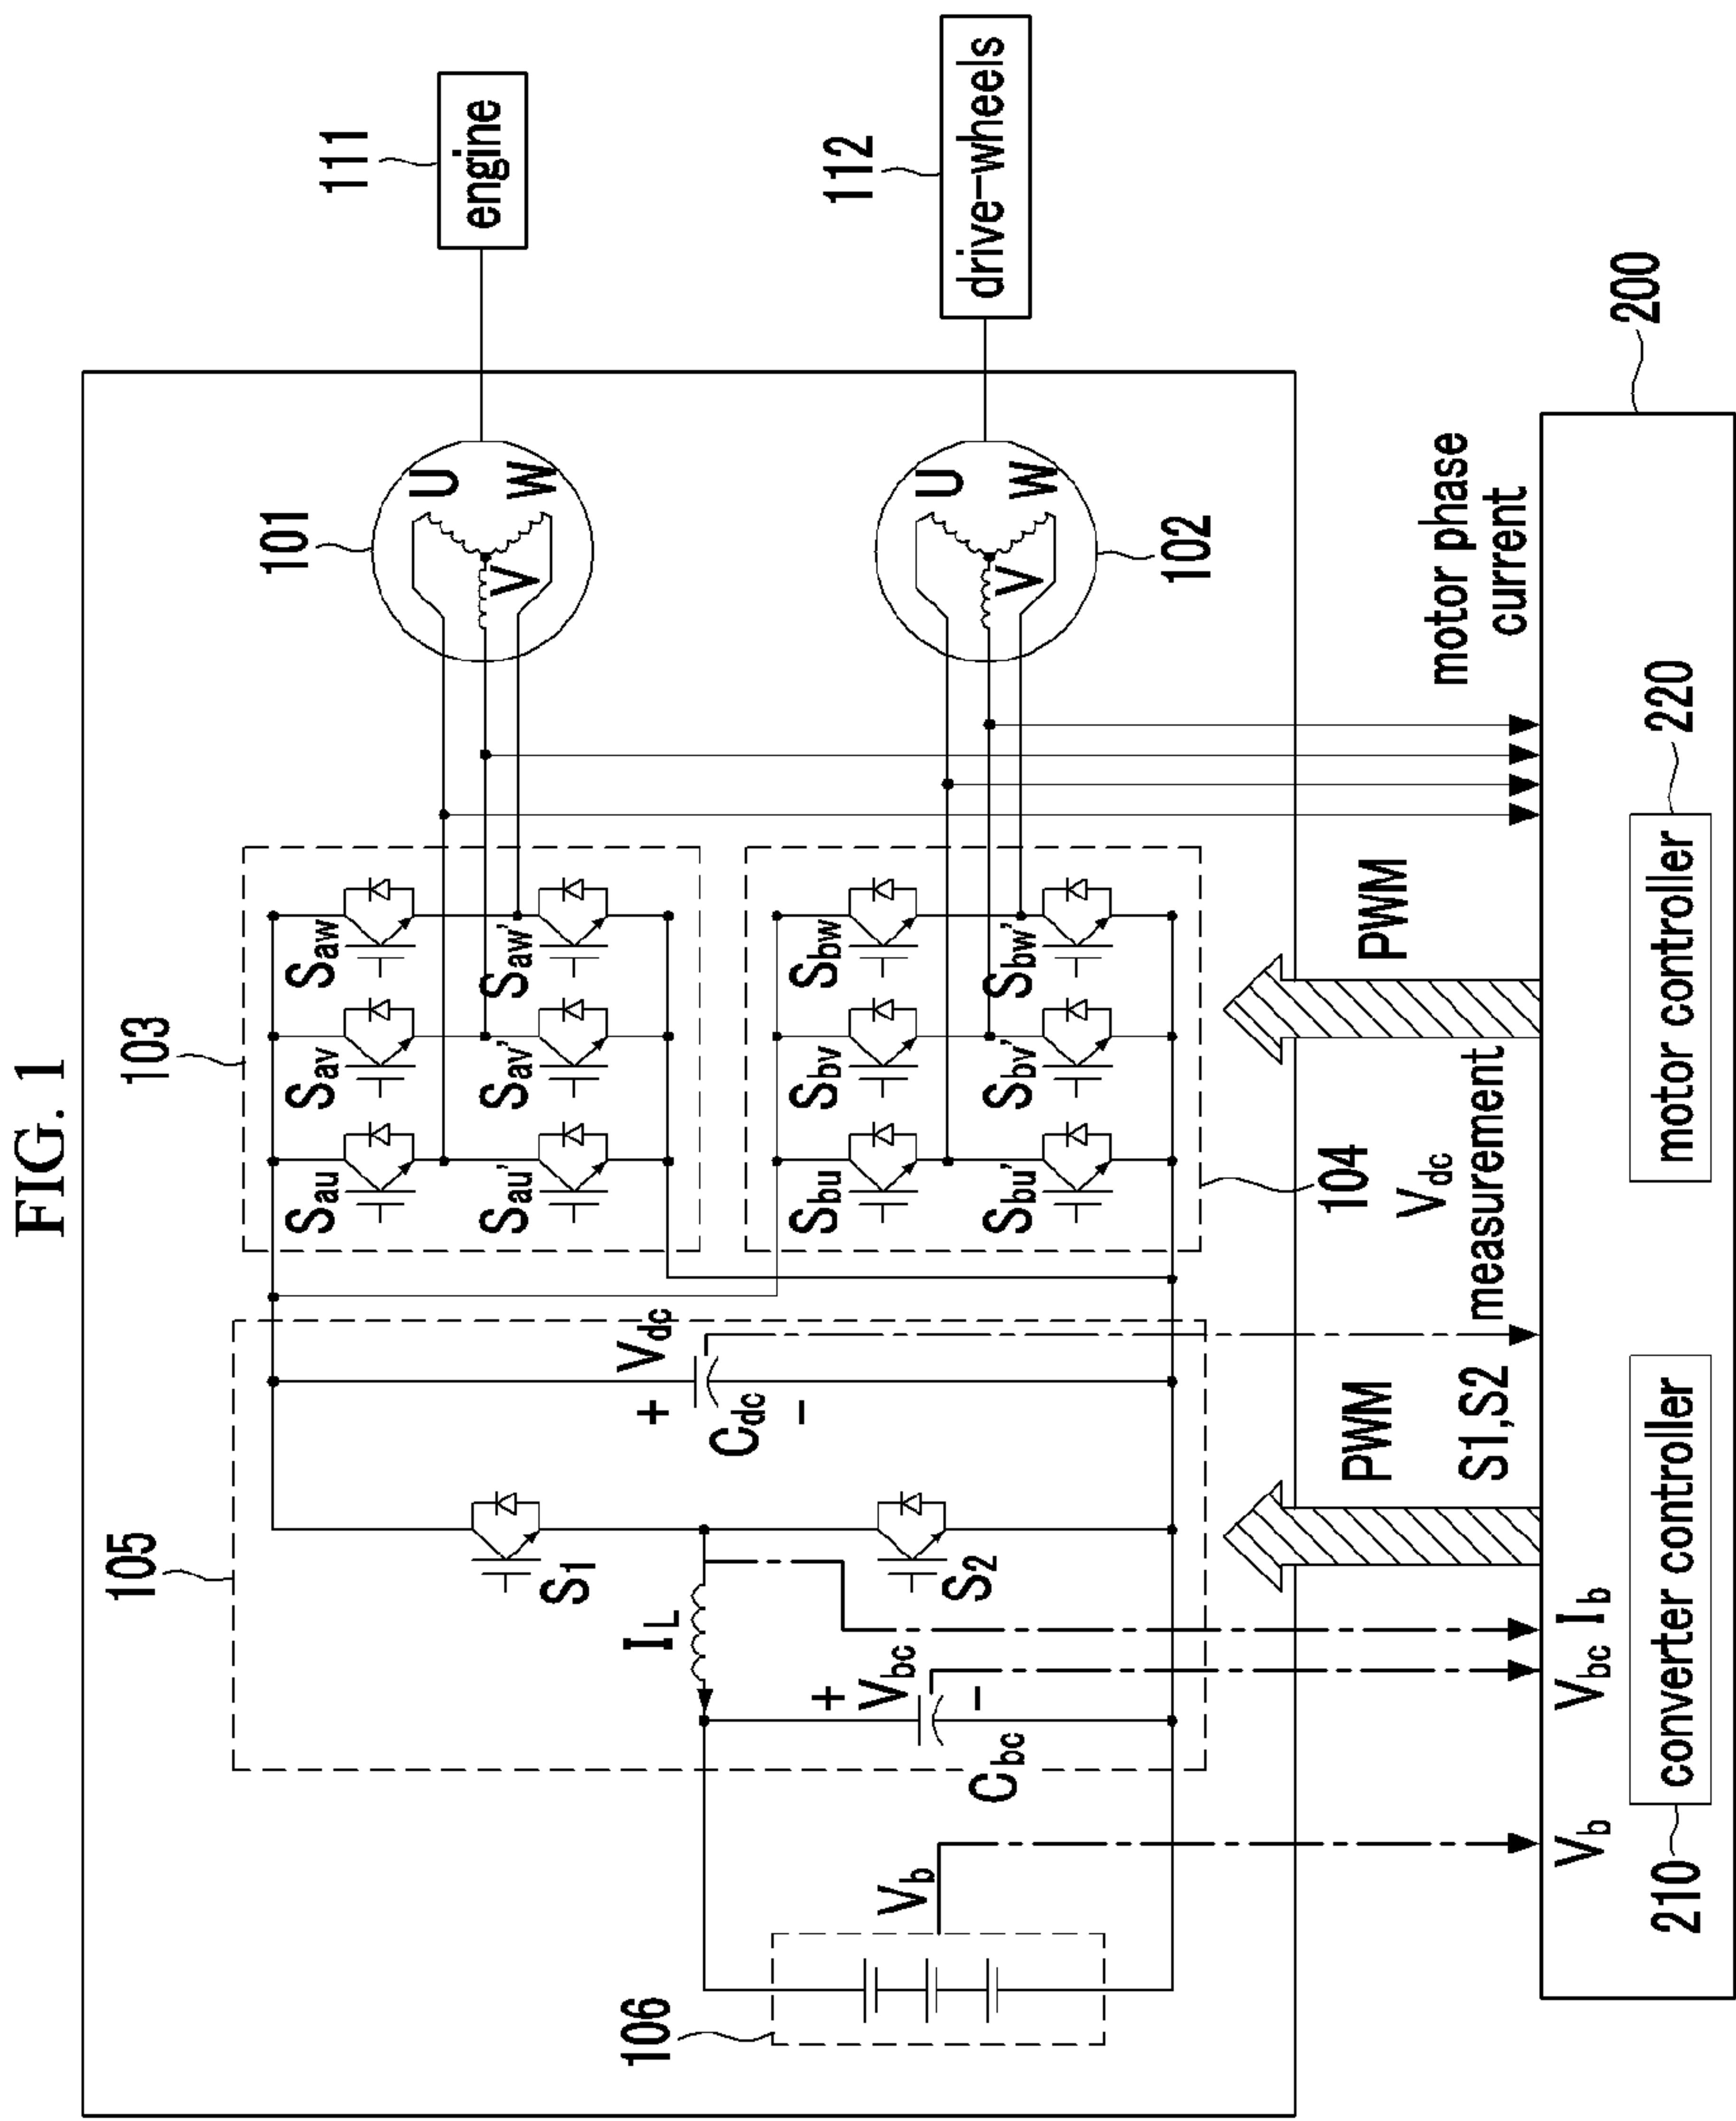 FIG. 1
105
103
101
111
engine
S1
IL
Vdc
+
Cdc
-
Sau
Sav
Saw
Sau'
Sav'
Saw'
U
V
W
106
Vb
+
Vbc
-
Cbc
S2
Sbu
Sbv
Sbw
Sbu'
Sbv'
Sbw'
U
V
W
102
112
drive-wheels
104
PWM
S1,S2
Vdc
measurement
PWM
motor phase
current
200
Vb
Vbc
Ib
210
converter controller
motor controller
220